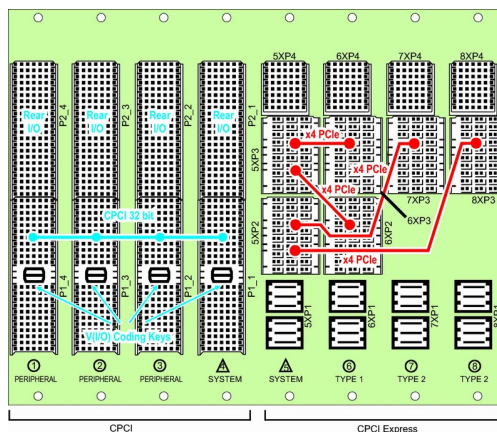 5XP4 6XP4 7XP4 8XP4
Rear I/O P2_4 Rear I/O P2_3 Rear I/O P2_2 Rear I/O P2_1
x4 PCIe
x4 PCIe
5XP3
x4 PCIe
7XP3
8XP3
6XP3
CPCI 32 bit
5XP2
6XP2
x4 PCIe
P1_4 P1_3 P1_2 P1_1
V(I/O) Coding Keys
5XP1 6XP1 7XP1 8XP1
1 2 3 4 5 6 7 8
PERIPHERAL PERIPHERAL PERIPHERAL SYSTEM SYSTEM TYPE 1 TYPE 2 TYPE 2
CPCI CPCI Express